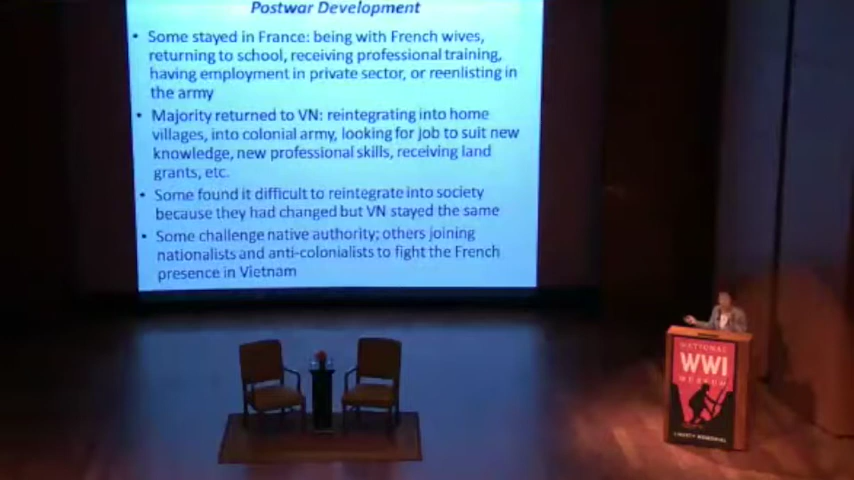 Postwar Development
• Some stayed in France: being with French wives,
returning to school, receiving professional training,
having employment in private sector, or reenlisting in
the army
• Majority returned to VN: reintegrating into home
villages, into colonial army, looking for job to suit new
knowledge, new professional skills, receiving land
grants, etc.
• Some found it difficult to reintegrate into society
because they had changed but VN stayed the same
• Some challenge native authority; others joining
nationalists and anti-colonialists to fight the French
presence in Vietnam
NATIONAL
WWI
MUSEUM
LIBERTY MEMORIAL